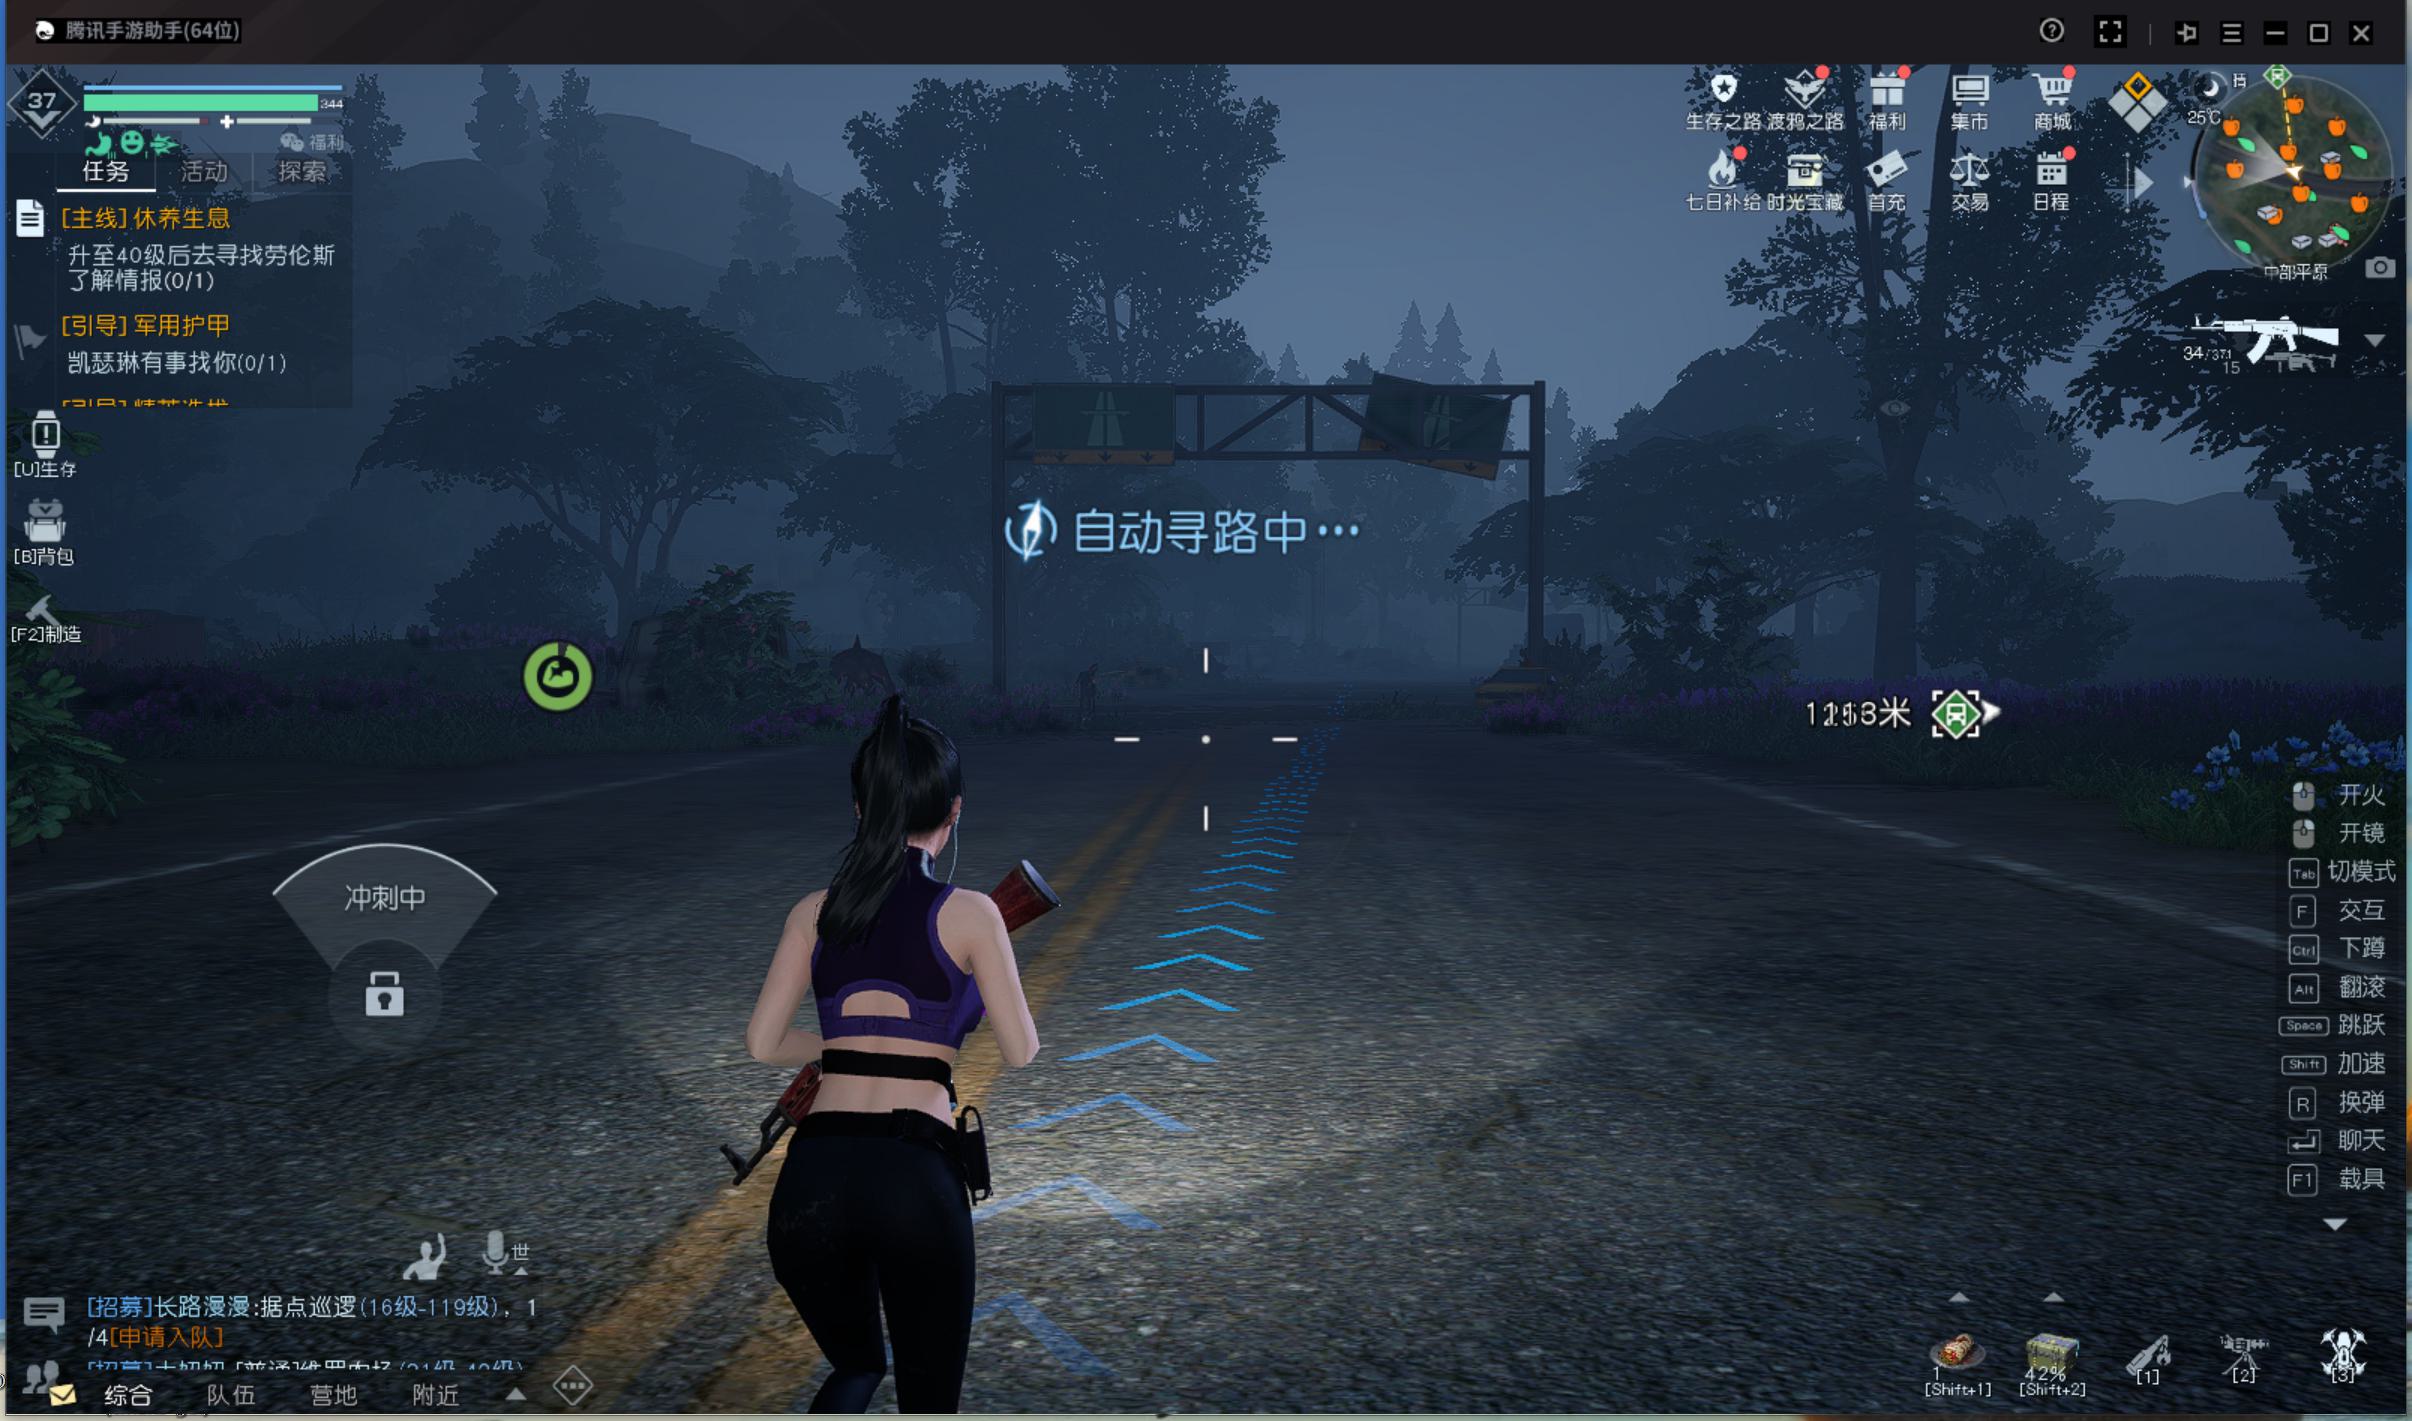 腾讯手游助手(64位)
37
344
福利
任务 活动 探索
[主线] 休养生息
升至40级后去寻找劳伦斯
了解情报(0/1)
[引导] 军用护甲
凯瑟琳有事找你(0/1)
[U]生存
[B]背包
[F2]制造
生存之路 渡鸦之路 福利 集市 商城
七日补给 时光宝藏 首充 交易 日程
25℃
中部平原
34/371
15
自动寻路中···
冲刺中
开火
开镜
Tab 切模式
F 交互
Ctrl 下蹲
Alt 翻滚
Space 跳跃
Shift 加速
R 换弹
聊天
F1 载具
世
[招募]长路漫漫:据点巡逻(16级-119级), 1
/4[申请入队]
综合 队伍 营地 附近
1
[Shift+1]
42%
[Shift+2]
[1]
[2]
[3]